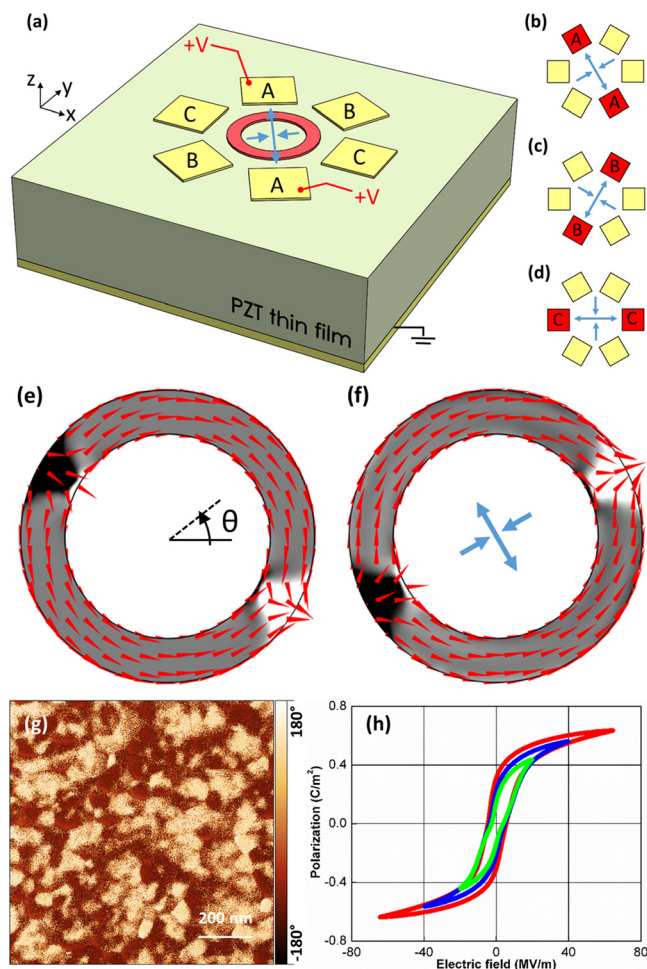 (a)
+V
z
y
x
A
C
B
B
C
A
+V
PZT thin film
(b)
A
A
(c)
B
B
(d)
C
C
(e)
θ
(f)
(g)
180°
-180°
200 nm
(h)
Polarization (C/m²)
0.8
0.4
0.0
-0.4
-0.8
-80
-40
0
40
80
Electric field (MV/m)